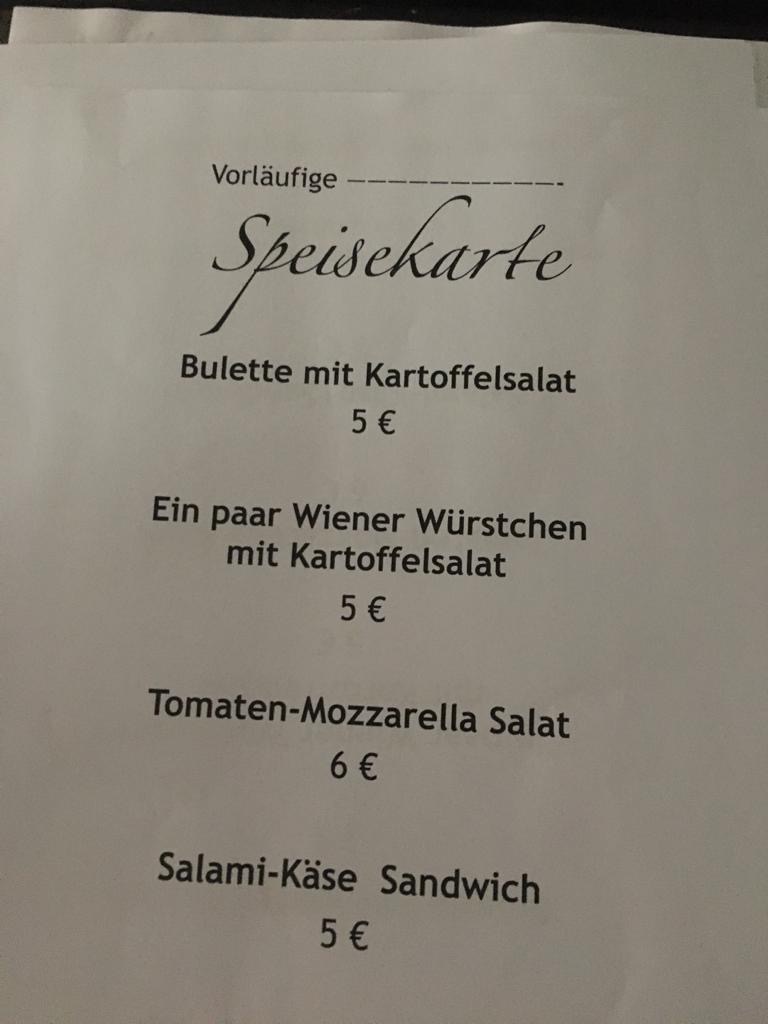 Vorläufige ———————————-
Speisekarte
Bulette mit Kartoffelsalat
5 €
Ein paar Wiener Würstchen
mit Kartoffelsalat
5 €
Tomaten-Mozzarella Salat
6 €
Salami-Käse Sandwich
5 €